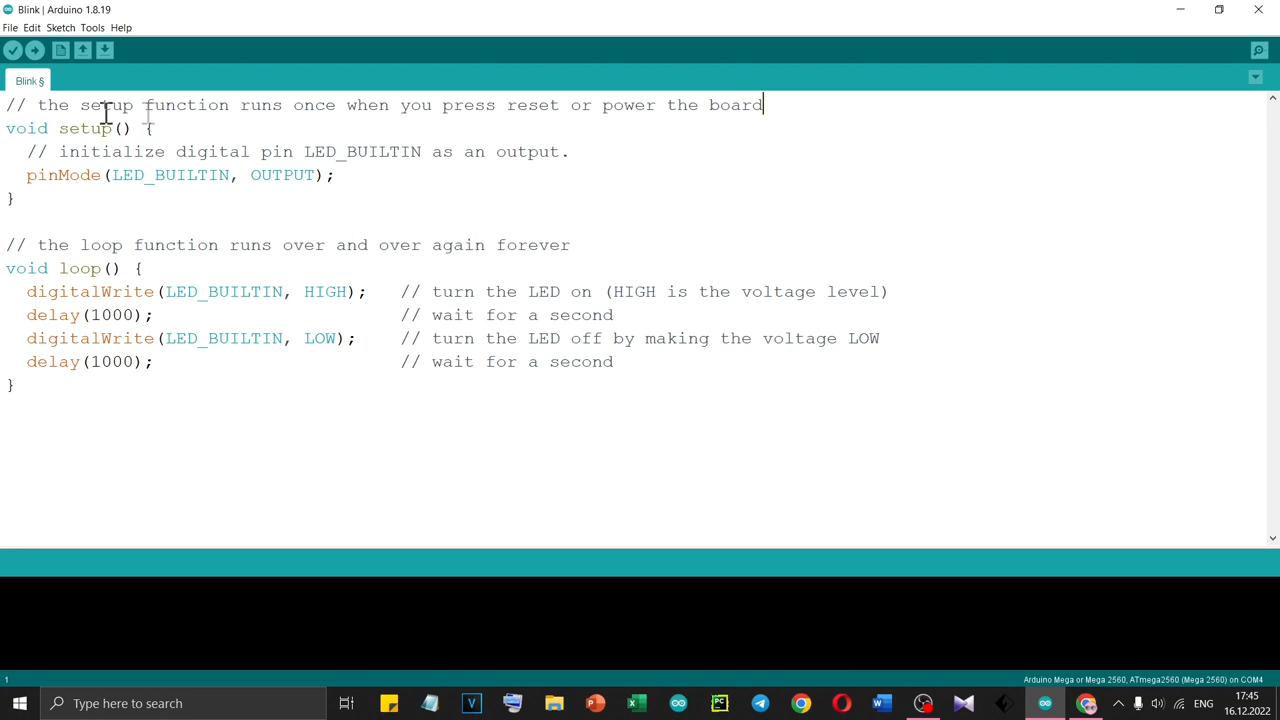 Blink | Arduino 1.8.19
File Edit Sketch Tools Help
Blink §
// the setup function runs once when you press reset or power the board
void setup() {
  // initialize digital pin LED_BUILTIN as an output.
  pinMode(LED_BUILTIN, OUTPUT);
}
// the loop function runs over and over again forever
void loop() {
  digitalWrite(LED_BUILTIN, HIGH);   // turn the LED on (HIGH is the voltage level)
  delay(1000);                       // wait for a second
  digitalWrite(LED_BUILTIN, LOW);    // turn the LED off by making the voltage LOW
  delay(1000);                       // wait for a second
}
1 Arduino Mega or Mega 2560, ATmega2560 (Mega 2560) on COM4
Type here to search
ENG
17:45
16.12.2022